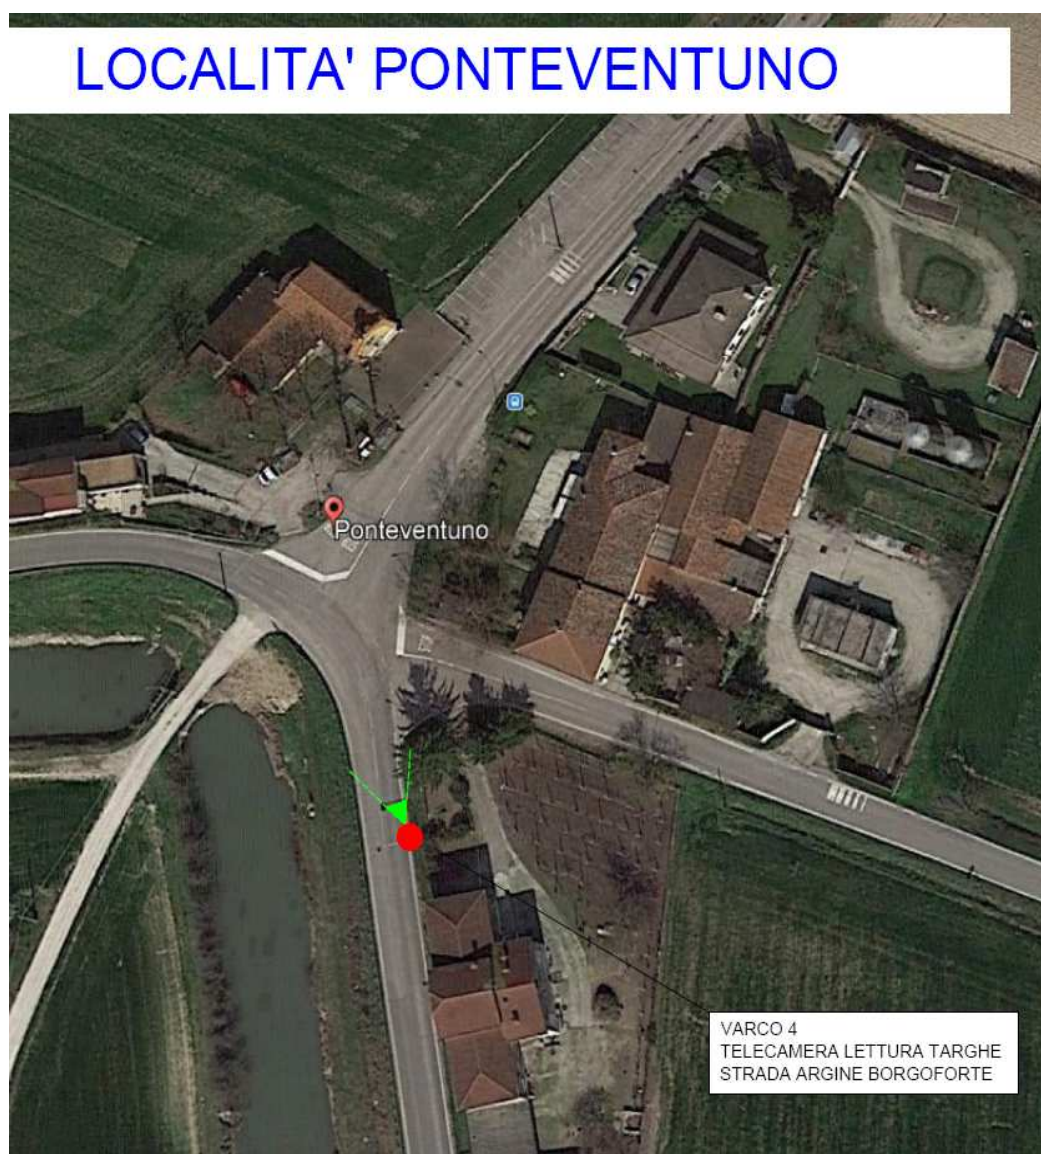 LOCALITA' PONTEVENTUNO
Ponteventuno
VARCO 4
TELECAMERA LETTURA TARGHE
STRADA ARGINE BORGOFORTE